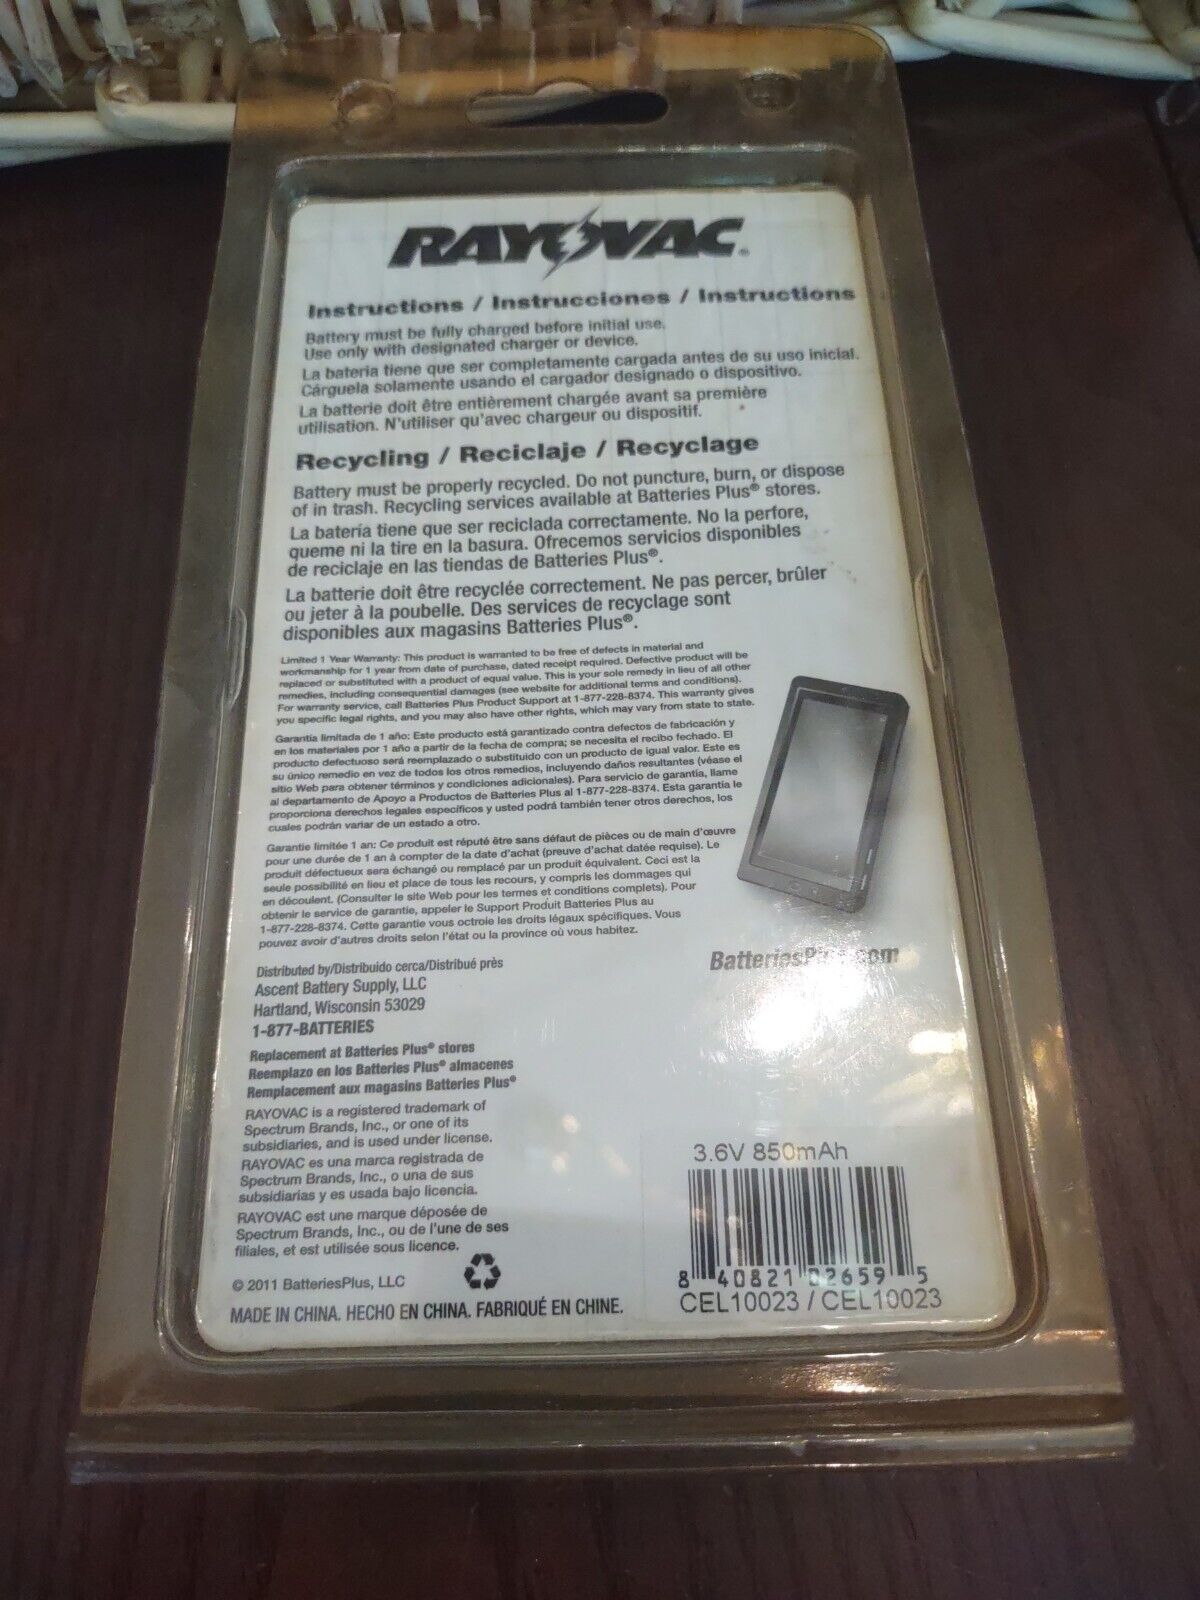 RAYOVAC®
Instructions / Instrucciones / Instructions
Battery must be fully charged before initial use.
Use only with designated charger or device.
La batería tiene que ser completamente cargada antes de su uso inicial.
Cárguela solamente usando el cargador designado o dispositivo.
La batterie doit être entièrement chargée avant sa première
utilisation. N'utiliser qu'avec chargeur ou dispositif.
Recycling / Reciclaje / Recyclage
Battery must be properly recycled. Do not puncture, burn, or dispose
of in trash. Recycling services available at Batteries Plus® stores.
La batería tiene que ser reciclada correctamente. No la perfore,
queme ni la tire en la basura. Ofrecemos servicios disponibles
de reciclaje en las tiendas de Batteries Plus®.
La batterie doit être recyclée correctement. Ne pas percer, brûler
ou jeter à la poubelle. Des services de recyclage sont
disponibles aux magasins Batteries Plus®.
Limited 1 Year Warranty: This product is warranted to be free of defects in material and
workmanship for 1 year from date of purchase, dated receipt required. Defective product will be
replaced or substituted with a product of equal value. This is your sole remedy in lieu of all other
remedies, including consequential damages (see website for additional terms and conditions).
For warranty service, call Batteries Plus Product Support at 1-877-228-8374. This warranty gives
you specific legal rights, and you may also have other rights, which may vary from state to state.
Garantía limitada de 1 año: Este producto está garantizado contra defectos de fabricación y
en los materiales por 1 año a partir de la fecha de compra; se necesita el recibo fechado. El
producto defectuoso será reemplazado o substituido con un producto de igual valor. Este es
su único remedio en vez de todos los otros remedios, incluyendo daños resultantes (véase el
sitio Web para obtener términos y condiciones adicionales). Para servicio de garantía, llame
al departamento de Apoyo a Productos de Batteries Plus al 1-877-228-8374. Esta garantía le
proporciona derechos legales específicos y usted podrá también tener otros derechos, los
cuales podrán variar de un estado a otro.
Garantie limitée 1 an: Ce produit est réputé être sans défaut de pièces ou de main d'œuvre
pour une durée de 1 an à compter de la date d'achat (preuve d'achat datée requise). Le
produit défectueux sera échangé ou remplacé par un produit équivalent. Ceci est la
seule possibilité en lieu et place de tous les recours, y compris les dommages qui
en découlent. (Consulter le site Web pour les termes et conditions complets). Pour
obtenir le service de garantie, appeler le Support Produit Batteries Plus au
1-877-228-8374. Cette garantie vous octroie les droits légaux spécifiques. Vous
pouvez avoir d'autres droits selon l'état ou la province où vous habitez.
BatteriesPlus.com
Distributed by/Distribuido cerca/Distribué près
Ascent Battery Supply, LLC
Hartland, Wisconsin 53029
1-877-BATTERIES
Replacement at Batteries Plus® stores
Reemplazo en los Batteries Plus® almacenes
Remplacement aux magasins Batteries Plus®
RAYOVAC is a registered trademark of
Spectrum Brands, Inc., or one of its
subsidiaries, and is used under license.
RAYOVAC es una marca registrada de
Spectrum Brands, Inc., o una de sus
subsidiarias y es usada bajo licencia.
RAYOVAC est une marque déposée de
Spectrum Brands, Inc., ou de l'une de ses
filiales, et est utilisée sous licence.
© 2011 BatteriesPlus, LLC
MADE IN CHINA. HECHO EN CHINA. FABRIQUÉ EN CHINE.
3.6V 850mAh
8 40821 02659 5
CEL10023 / CEL10023